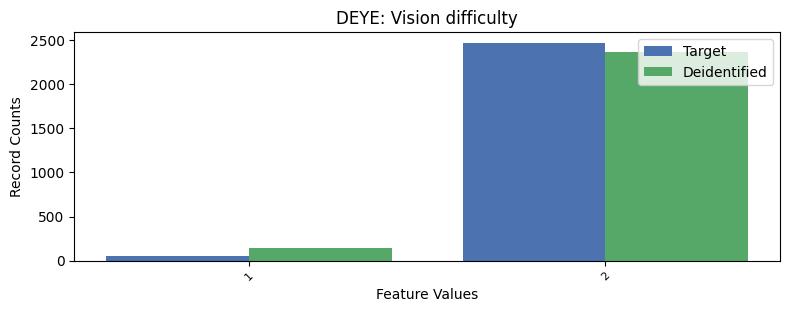 DEYE: Vision difficulty
Target
Deidentified
Record Counts
2500
2000
1500
1000
500
0
1
2
Feature Values